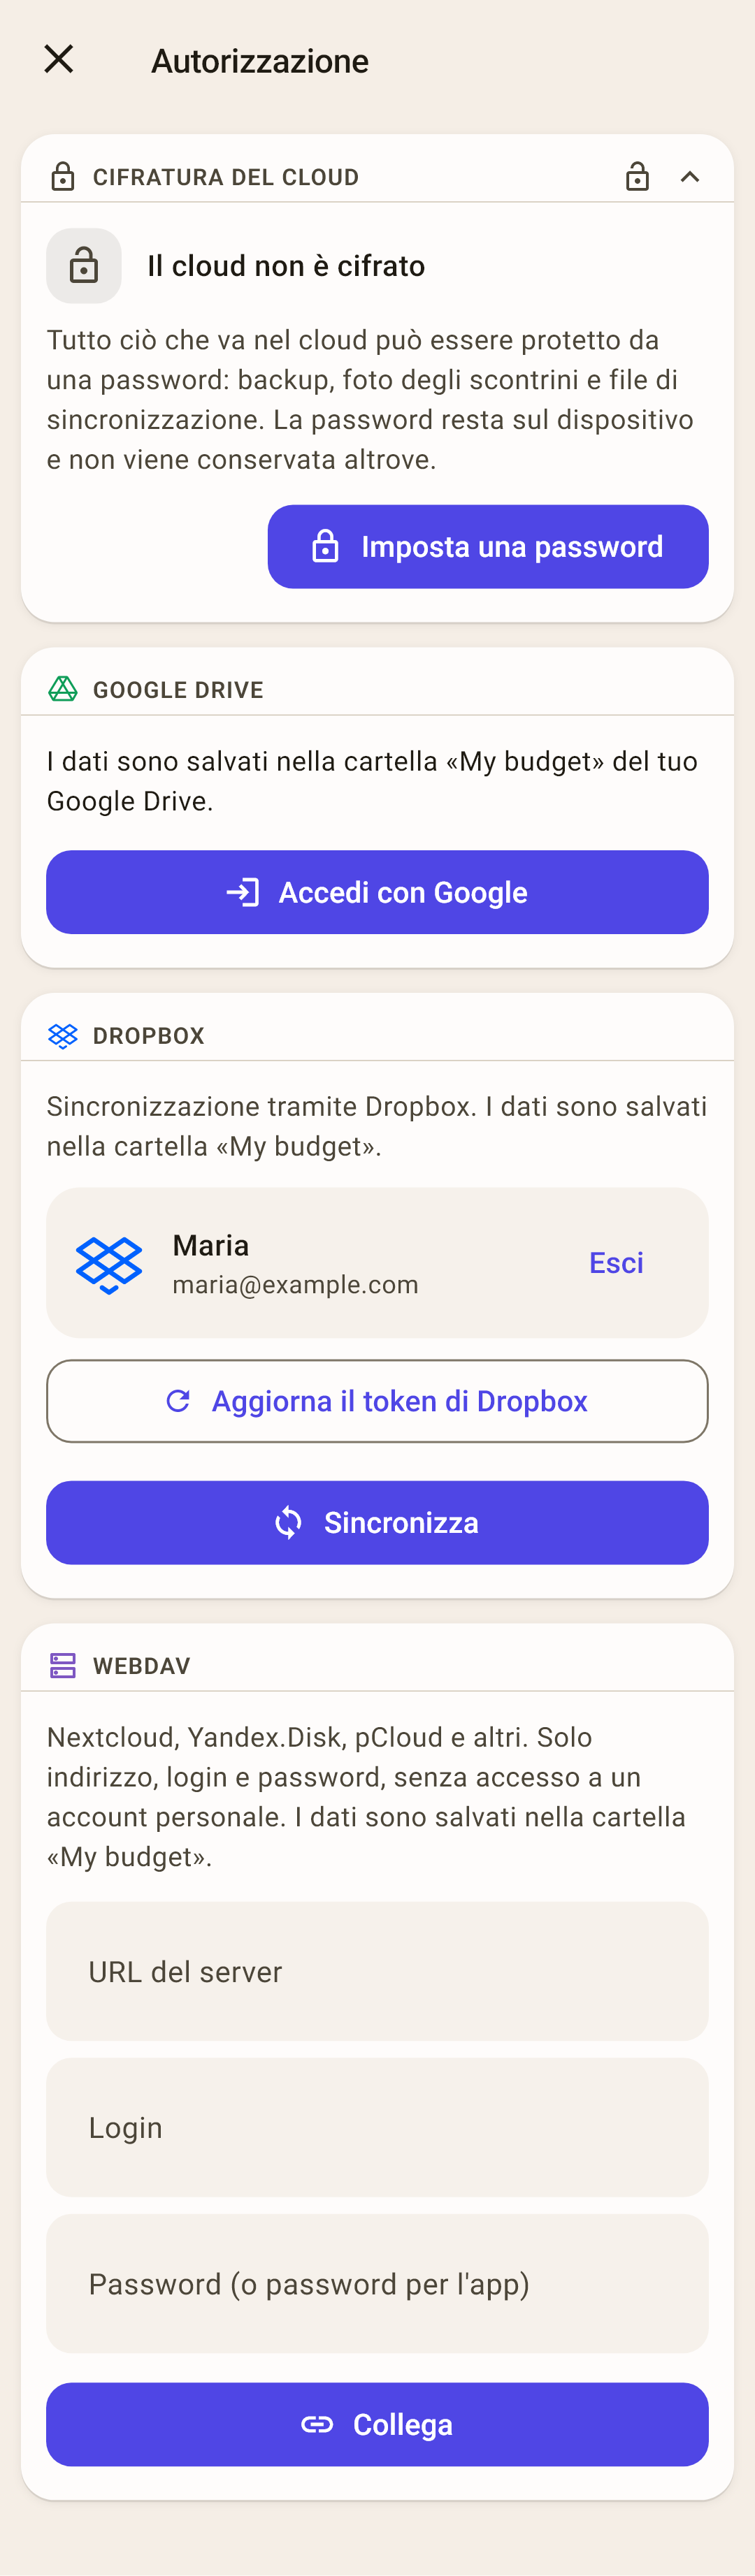 Autorizzazione
CIFRATURA DEL CLOUD
Il cloud non è cifrato
Tutto ciò che va nel cloud può essere protetto da
una password: backup, foto degli scontrini e file di
sincronizzazione. La password resta sul dispositivo
e non viene conservata altrove.
Imposta una password
GOOGLE DRIVE
I dati sono salvati nella cartella «My budget» del tuo
Google Drive.
Accedi con Google
DROPBOX
Sincronizzazione tramite Dropbox. I dati sono salvati
nella cartella «My budget».
Maria
maria@example.com
Esci
Aggiorna il token di Dropbox
Sincronizza
WEBDAV
Nextcloud, Yandex.Disk, pCloud e altri. Solo
indirizzo, login e password, senza accesso a un
account personale. I dati sono salvati nella cartella
«My budget».
URL del server
Login
Password (o password per l'app)
Collega